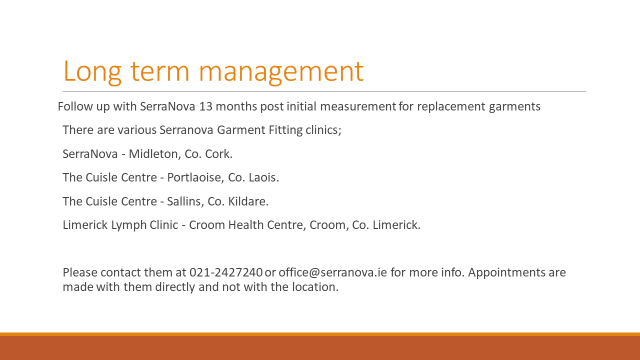 Long term management
Follow up with SerraNova 13 months post initial measurement for replacement garments
There are various Serranova Garment Fitting clinics;
SerraNova - Midleton, Co. Cork.
The Cuisle Centre - Portlaoise, Co. Laois.
The Cuisle Centre - Sallins, Co. Kildare.
Limerick Lymph Clinic - Croom Health Centre, Croom, Co. Limerick.
Please contact them at 021-2427240 or office@serranova.ie for more info. Appointments are
made with them directly and not with the location.